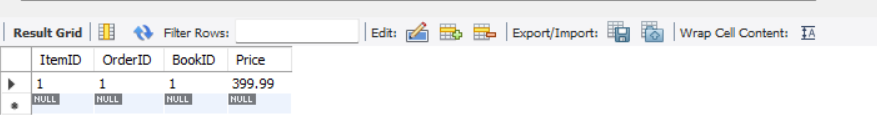 Result Grid Filter Rows: Edit: Export/Import: Wrap Cell Content: IA
ItemID OrderID BookID Price
1 1 1 399.99
NULL NULL NULL NULL